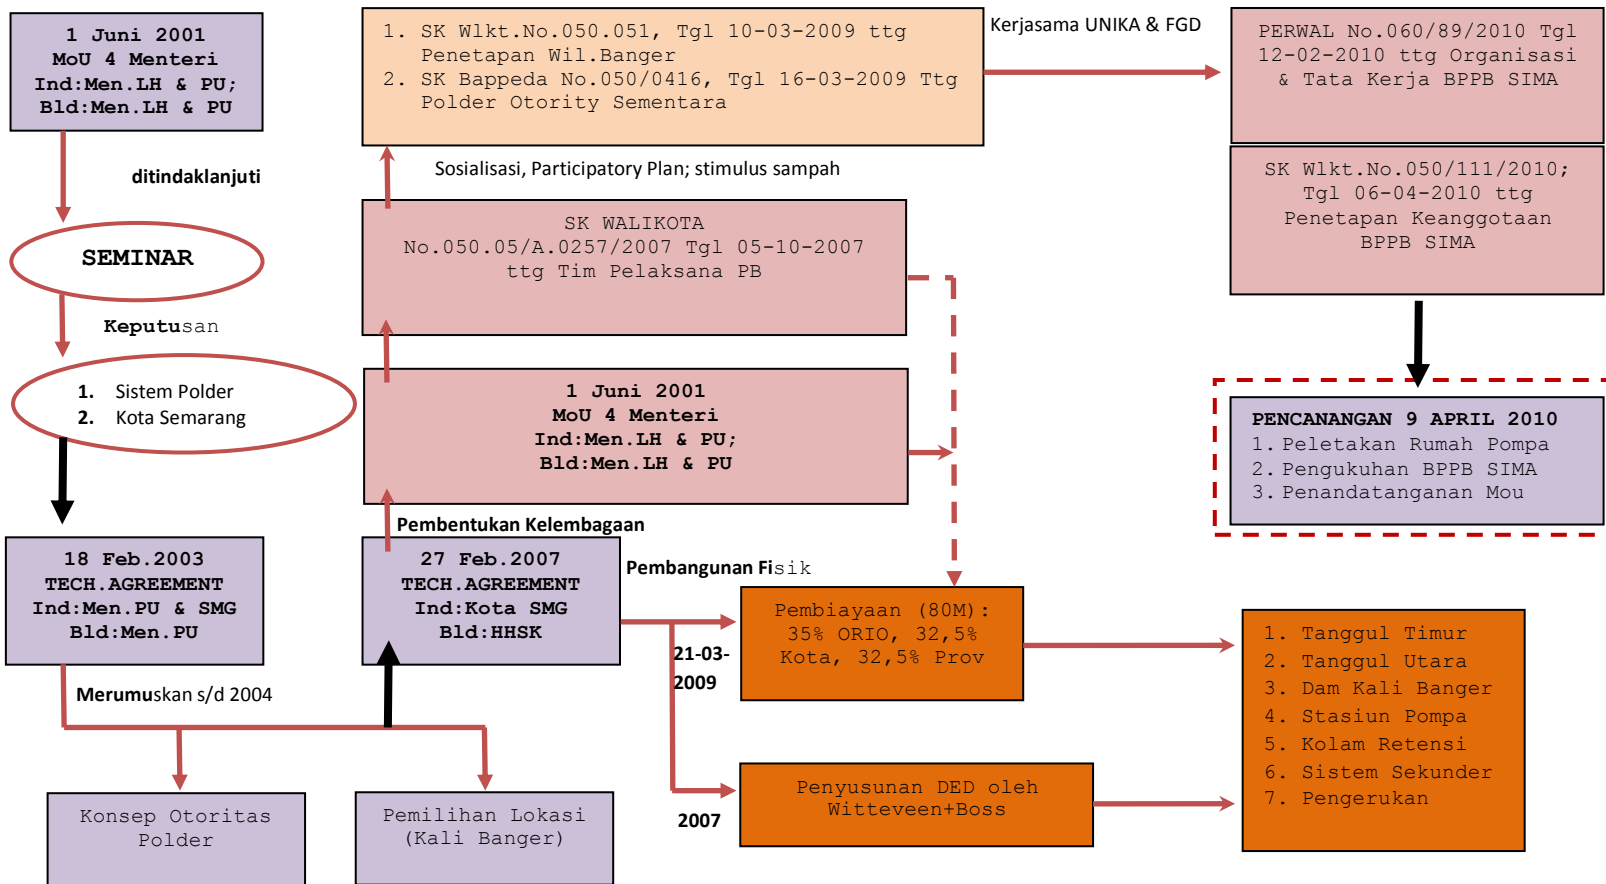 1 Juni 2001
MoU 4 Menteri
Ind:Men.LH & PU;
Bld:Men.LH & PU
ditindaklanjuti
SEMINAR
Keputusan
1. Sistem Polder
2. Kota Semarang
18 Feb.2003
TECH.AGREEMENT
Ind:Men.PU & SMG
Bld:Men.PU
Merumuskan s/d 2004
Konsep Otoritas
Polder
Pemilihan Lokasi
(Kali Banger)
27 Feb.2007
TECH.AGREEMENT
Ind:Kota SMG
Bld:HHSK
Pembentukan Kelembagaan
1 Juni 2001
MoU 4 Menteri
Ind:Men.LH & PU;
Bld:Men.LH & PU
SK WALIKOTA
No.050.05/A.0257/2007 Tgl 05-10-2007
ttg Tim Pelaksana PB
Sosialisasi, Participatory Plan; stimulus sampah
1. SK Wlkt.No.050.051, Tgl 10-03-2009 ttg
Penetapan Wil.Banger
2. SK Bappeda No.050/0416, Tgl 16-03-2009 Ttg
Polder Otority Sementara
Kerjasama UNIKA & FGD
PERWAL No.060/89/2010 Tgl
12-02-2010 ttg Organisasi
& Tata Kerja BPPB SIMA
SK Wlkt.No.050/111/2010;
Tgl 06-04-2010 ttg
Penetapan Keanggotaan
BPPB SIMA
PENCANANGAN 9 APRIL 2010
1. Peletakan Rumah Pompa
2. Pengukuhan BPPB SIMA
3. Penandatanganan Mou
Pembangunan Fisik
21-03-
2009
Pembiayaan (80M):
35% ORIO, 32,5%
Kota, 32,5% Prov
2007
Penyusunan DED oleh
Witteveen+Boss
1. Tanggul Timur
2. Tanggul Utara
3. Dam Kali Banger
4. Stasiun Pompa
5. Kolam Retensi
6. Sistem Sekunder
7. Pengerukan